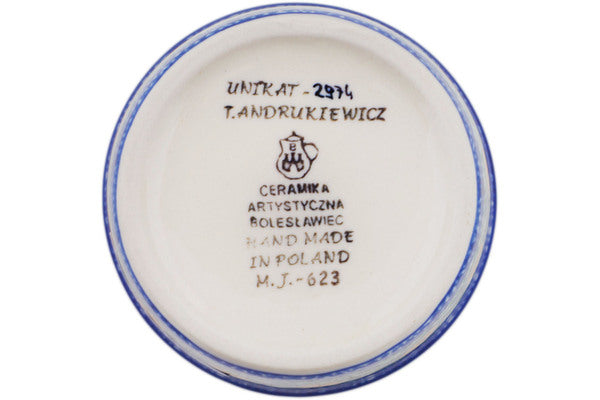 UNIKAT - 2974
T. ANDRUKIEWICZ
B
CERAMIKA
ARTYSTYCZNA
BOLESŁAWIEC
HAND MADE
IN POLAND
M.J.-623